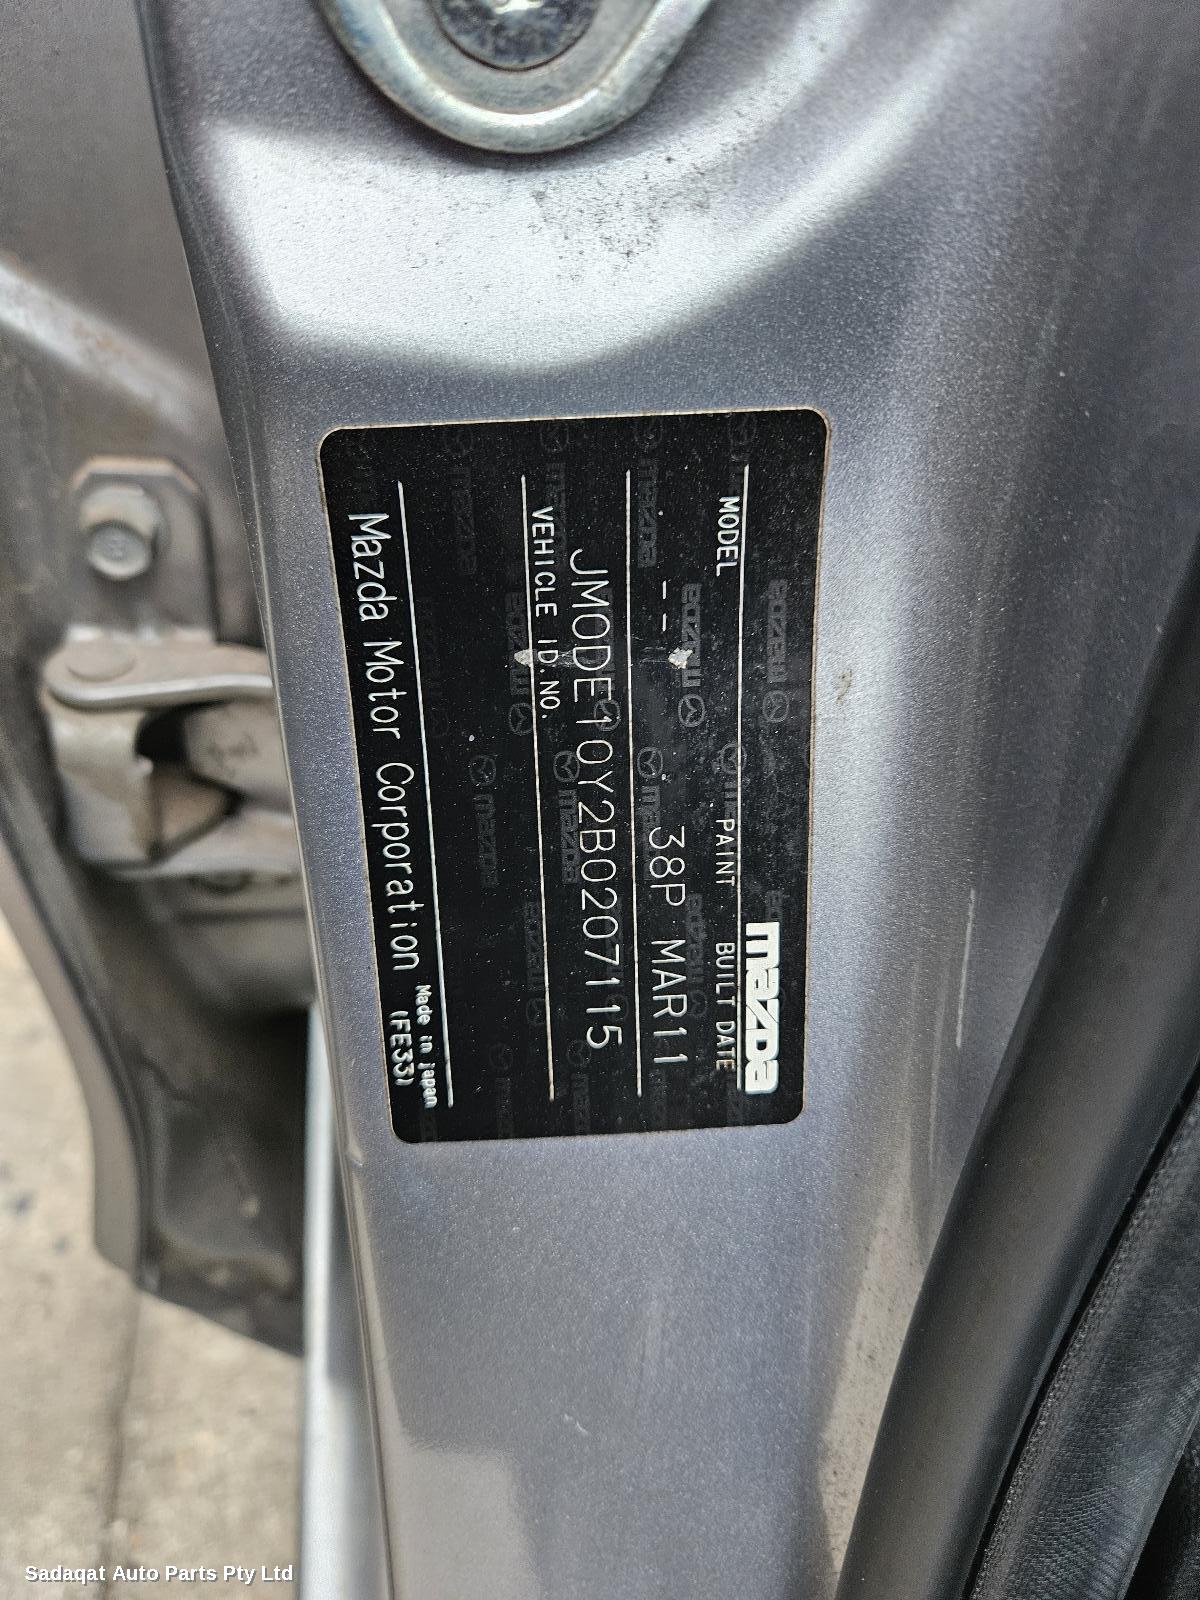 mazda
MODEL PAINT BUILT DATE
-- 38P MAR11
JM0DE10Y2B0207115
VEHICLE ID.NO.
Mazda Motor Corporation Made in japan
(FE33)
Sadaqat Auto Parts Pty Ltd